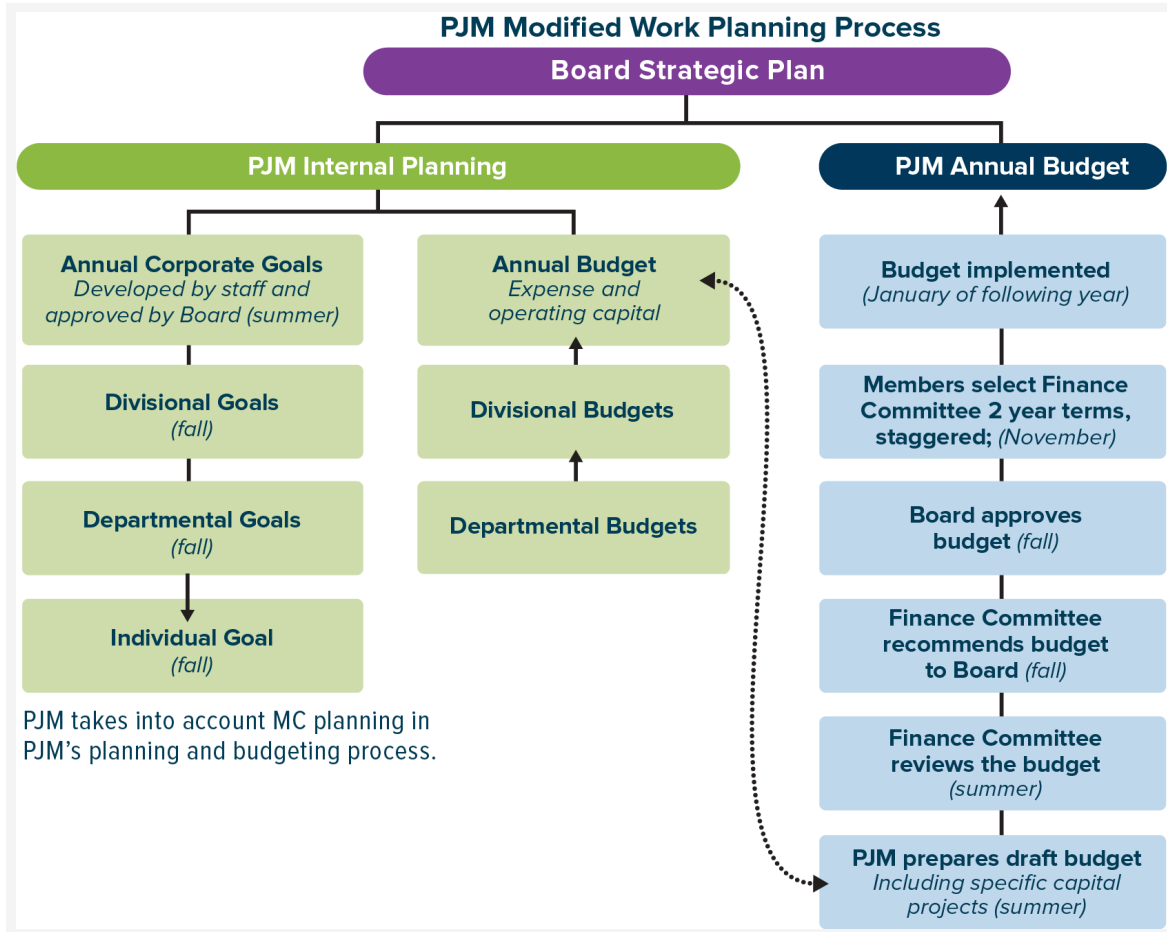 PJM Modified Work Planning Process
Board Strategic Plan
PJM Internal Planning
Annual Corporate Goals
Developed by staff and
approved by Board (summer)
Divisional Goals
(fall)
Departmental Goals
(fall)
Individual Goal
(fall)
PJM takes into account MC planning in
PJM's planning and budgeting process.
Annual Budget
Expense and
operating capital
Divisional Budgets
Departmental Budgets
PJM Annual Budget
Budget implemented
(January of following year)
Members select Finance
Committee 2 year terms,
staggered; (November)
Board approves
budget (fall)
Finance Committee
recommends budget
to Board (fall)
Finance Committee
reviews the budget
(summer)
PJM prepares draft budget
Including specific capital
projects (summer)